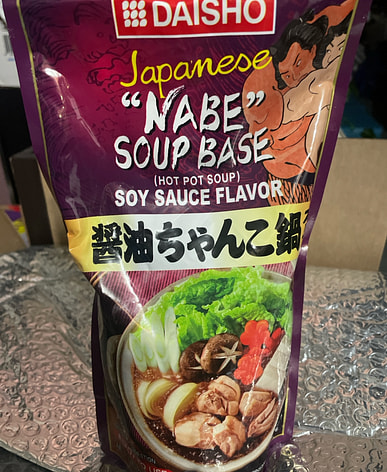 DAISHO
Japanese
"NABE"
SOUP BASE
(HOT POT SOUP)
SOY SAUCE FLAVOR
醤油ちゃんこ鍋